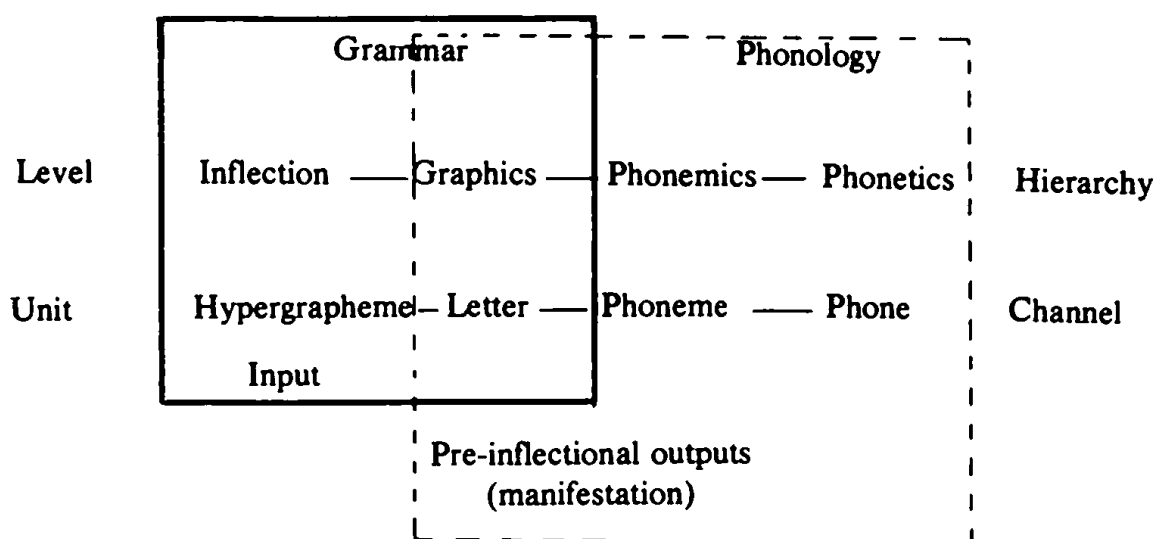 Grammar Phonology
Level Inflection — Graphics — Phonemics — Phonetics Hierarchy
Unit Hypergrapheme — Letter — Phoneme — Phone Channel
Input
Pre-inflectional outputs
(manifestation)